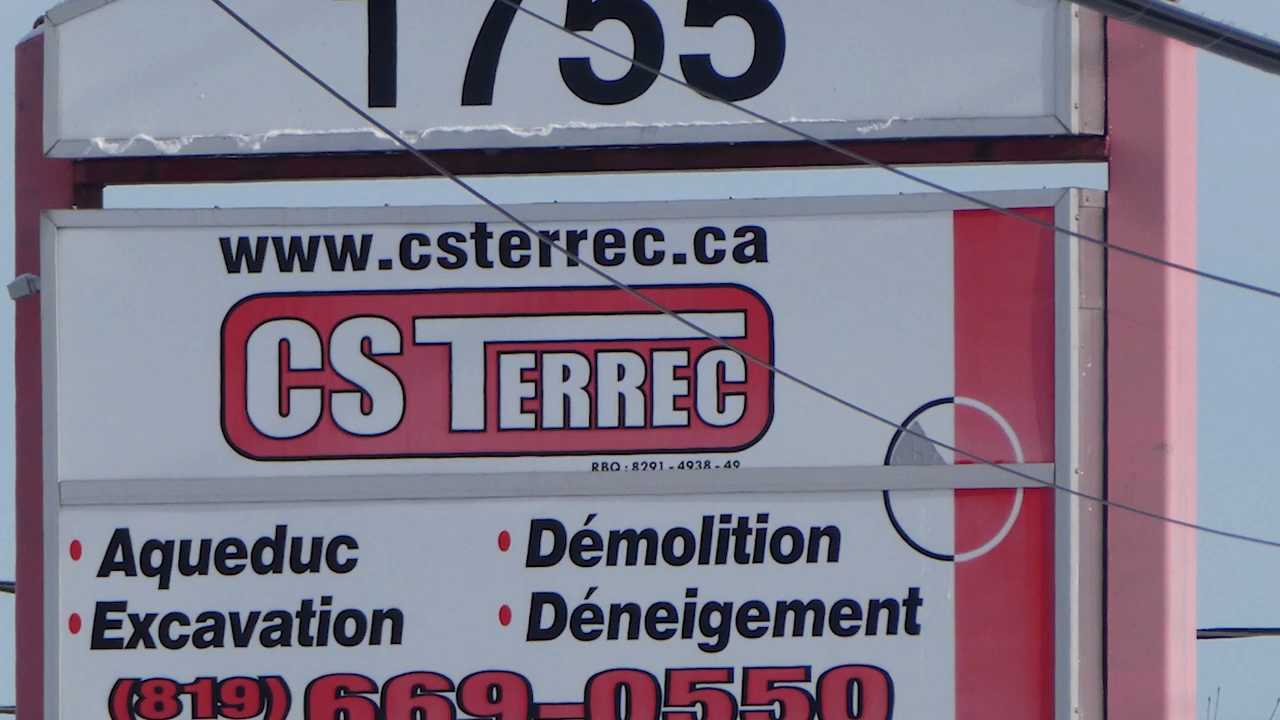 1755
www.csterrec.ca
CS TERREC
RBQ : 8291 - 4938 - 49
• Aqueduc • Démolition
• Excavation • Déneigement
(819) 669-0550